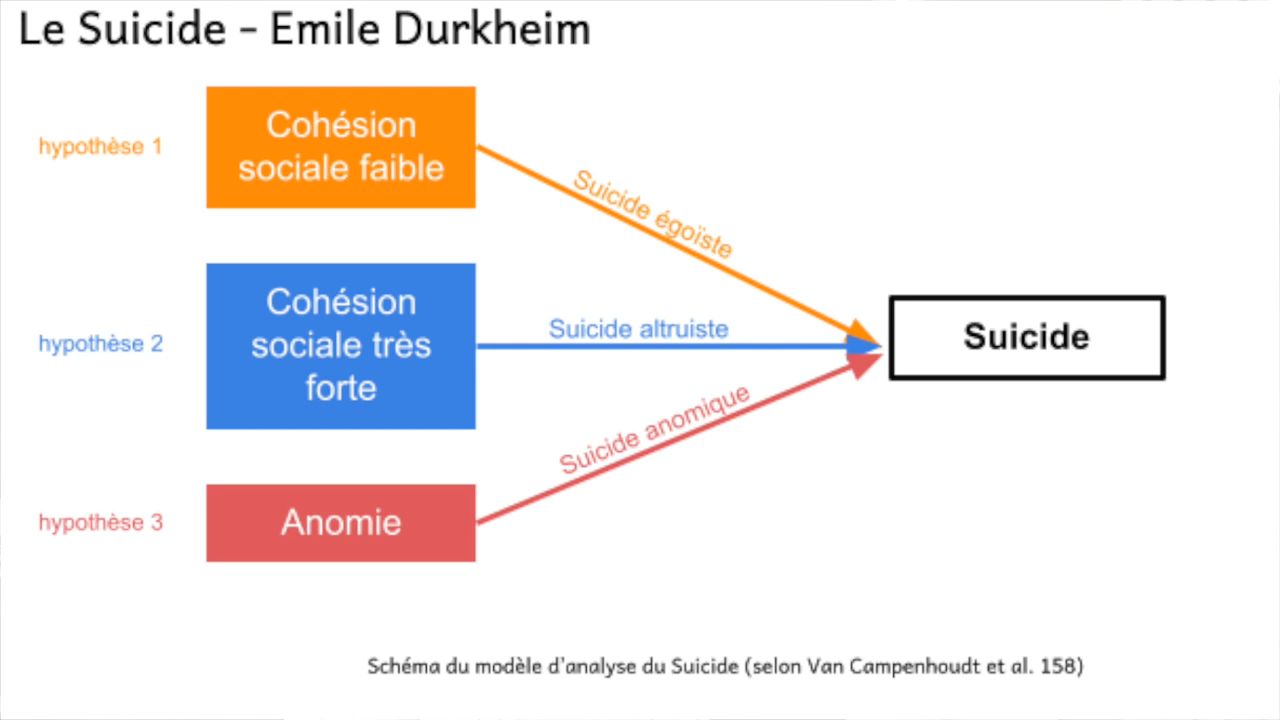 Le Suicide – Emile Durkheim
hypothèse 1
Cohésion
sociale faible
Suicide égoïste
hypothèse 2
Cohésion
sociale très
forte
Suicide altruiste
Suicide
hypothèse 3
Anomie
Suicide anomique
Schéma du modèle d'analyse du Suicide (selon Van Campenhoudt et al. 158)